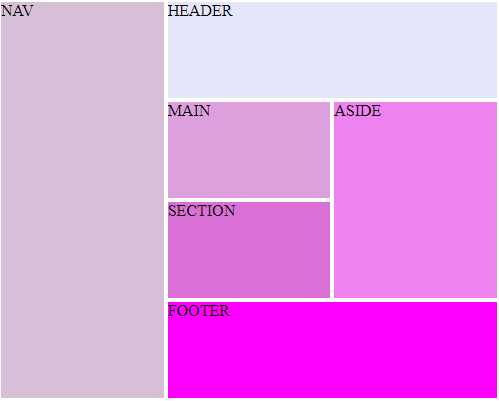 NAV
HEADER
MAIN
ASIDE
SECTION
FOOTER